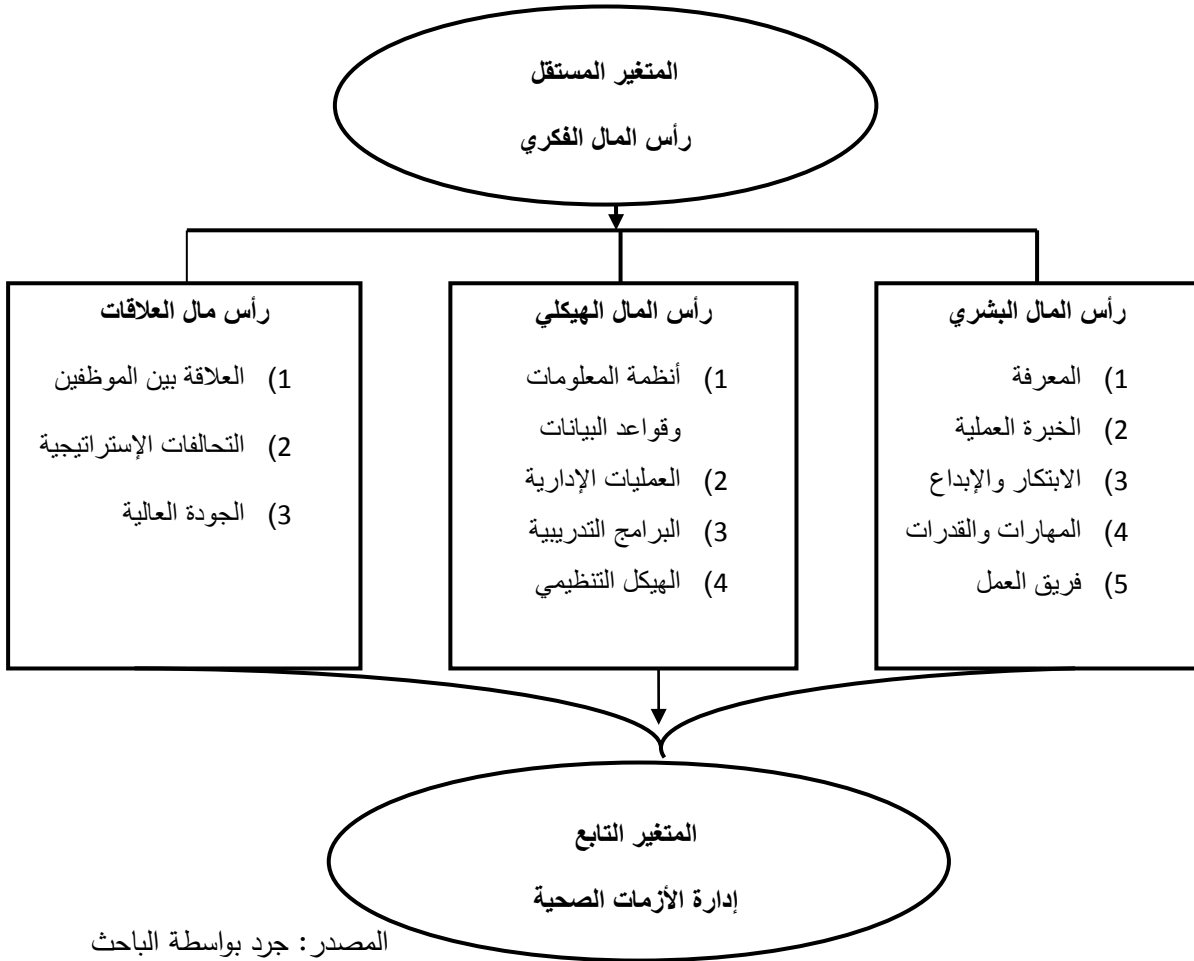 المتغير المستقل
رأس المال الفكري
رأس المال البشري
1) المعرفة
2) الخبرة العملية
3) الابتكار والإبداع
4) المهارات والقدرات
5) فريق العمل
رأس المال الهيكلي
1) أنظمة المعلومات
وقواعد البيانات
2) العمليات الإدارية
3) البرامج التدريبية
4) الهيكل التنظيمي
رأس مال العلاقات
1) العلاقة بين الموظفين
2) التحالفات الإستراتيجية
3) الجودة العالية
المتغير التابع
إدارة الأزمات الصحية
المصدر: جرد بواسطة الباحث